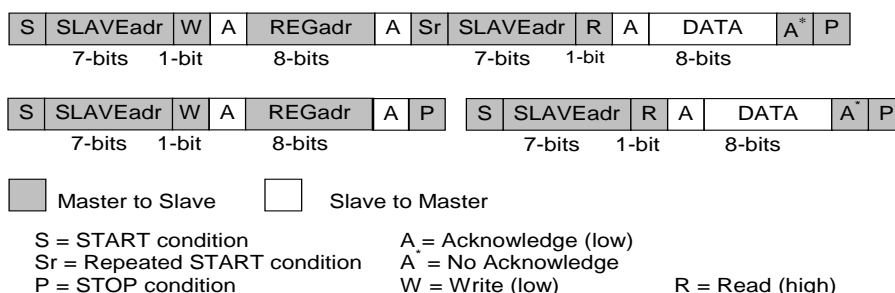 S SLAVEadr W A REGadr A Sr SLAVEadr R A DATA A* P
7-bits 1-bit 8-bits 7-bits 1-bit 8-bits
S SLAVEadr W A REGadr A P S SLAVEadr R A DATA A* P
7-bits 1-bit 8-bits 7-bits 1-bit 8-bits
Master to Slave Slave to Master
S = START condition A = Acknowledge (low)
Sr = Repeated START condition A* = No Acknowledge
P = STOP condition W = Write (low) R = Read (high)